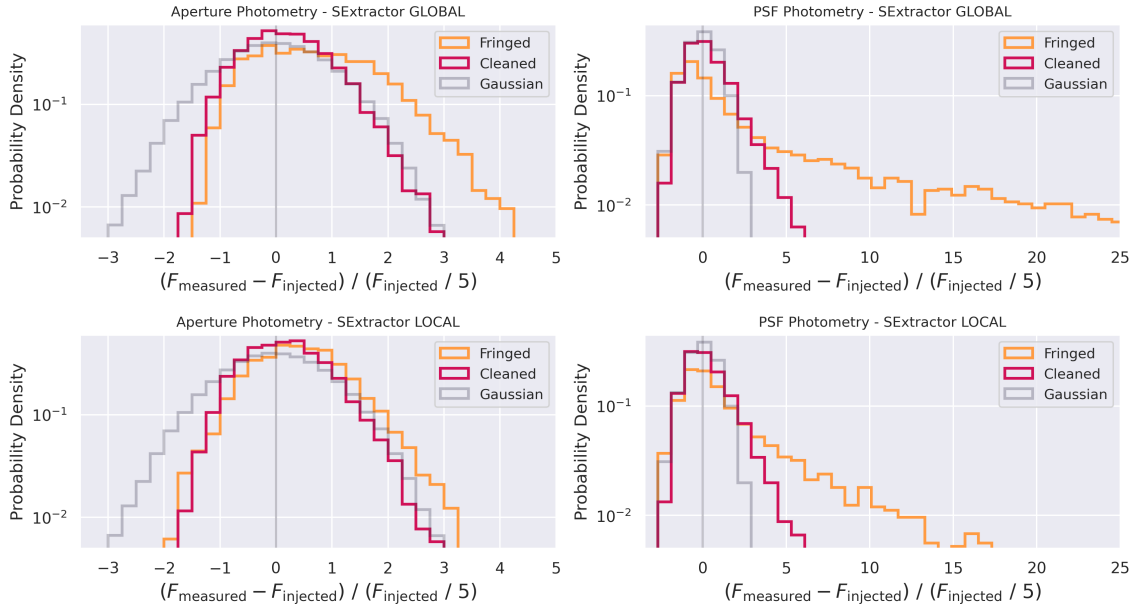 Aperture Photometry - SExtractor GLOBAL
Probability Density
10⁻¹
10⁻²
Fringed
Cleaned
Gaussian
−3 −2 −1 0 1 2 3 4 5
(F_measured − F_injected) / (F_injected / 5)
PSF Photometry - SExtractor GLOBAL
Probability Density
10⁻¹
10⁻²
Fringed
Cleaned
Gaussian
0 5 10 15 20 25
(F_measured − F_injected) / (F_injected / 5)
Aperture Photometry - SExtractor LOCAL
Probability Density
10⁻¹
10⁻²
Fringed
Cleaned
Gaussian
−3 −2 −1 0 1 2 3 4 5
(F_measured − F_injected) / (F_injected / 5)
PSF Photometry - SExtractor LOCAL
Probability Density
10⁻¹
10⁻²
Fringed
Cleaned
Gaussian
0 5 10 15 20 25
(F_measured − F_injected) / (F_injected / 5)